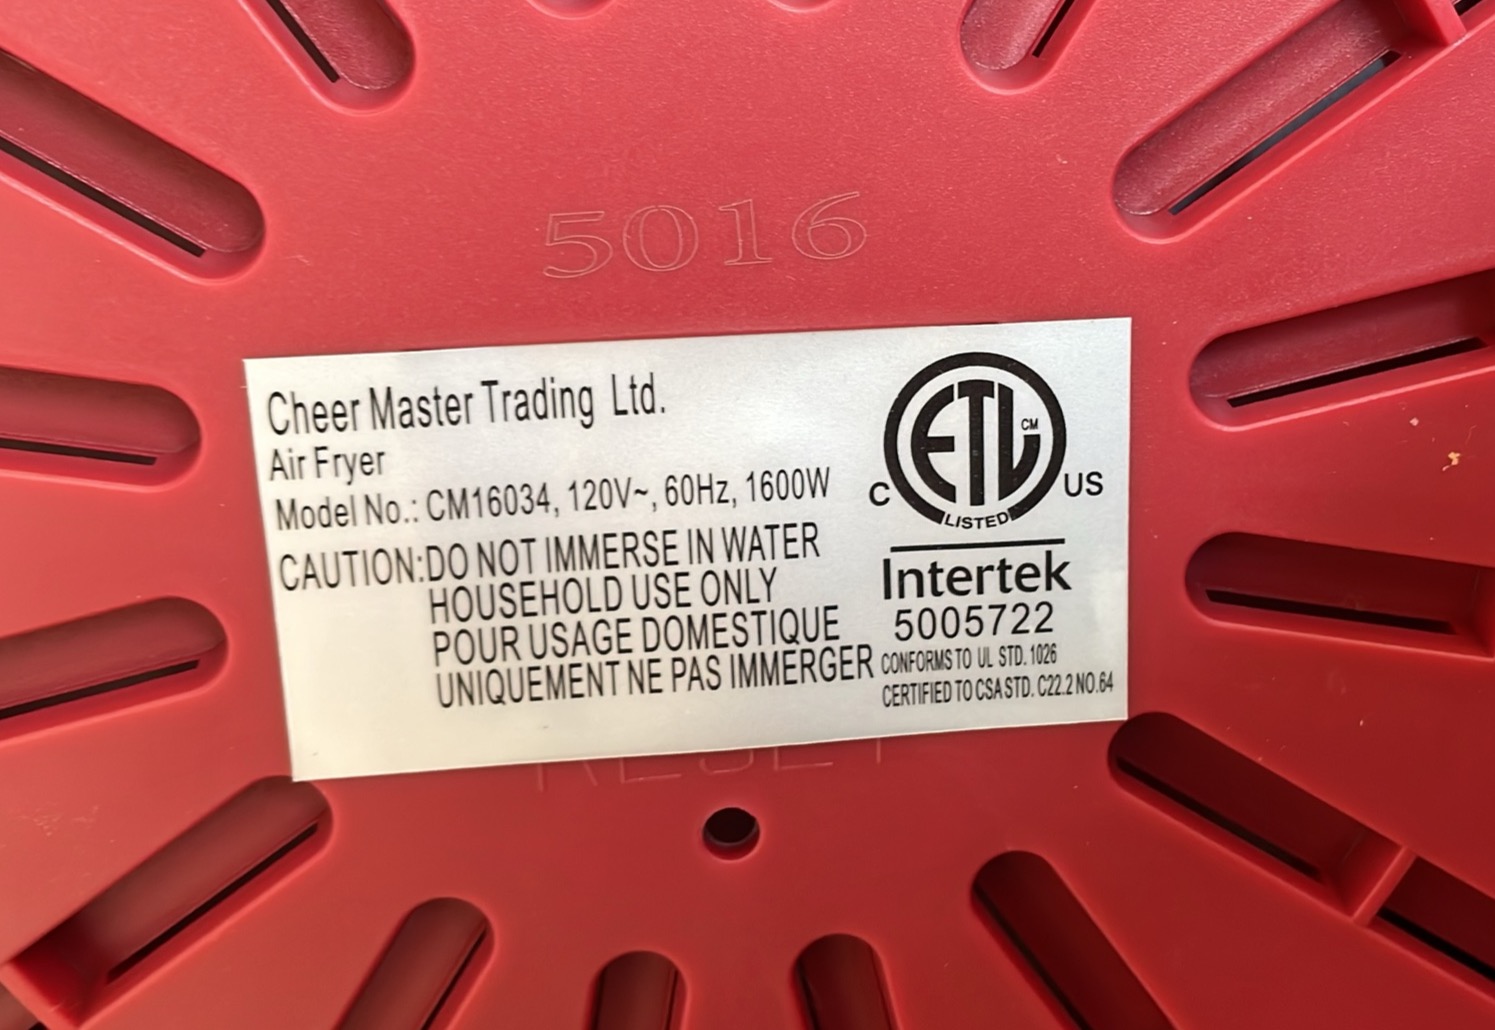 5016
Cheer Master Trading Ltd.
Air Fryer
Model No.: CM16034, 120V~, 60Hz, 1600W
CAUTION:DO NOT IMMERSE IN WATER
HOUSEHOLD USE ONLY
POUR USAGE DOMESTIQUE
UNIQUEMENT NE PAS IMMERGER
ETL CM
C US
LISTED
Intertek
5005722
CONFORMS TO UL STD. 1026
CERTIFIED TO CSA STD. C22.2 NO.64
RESET